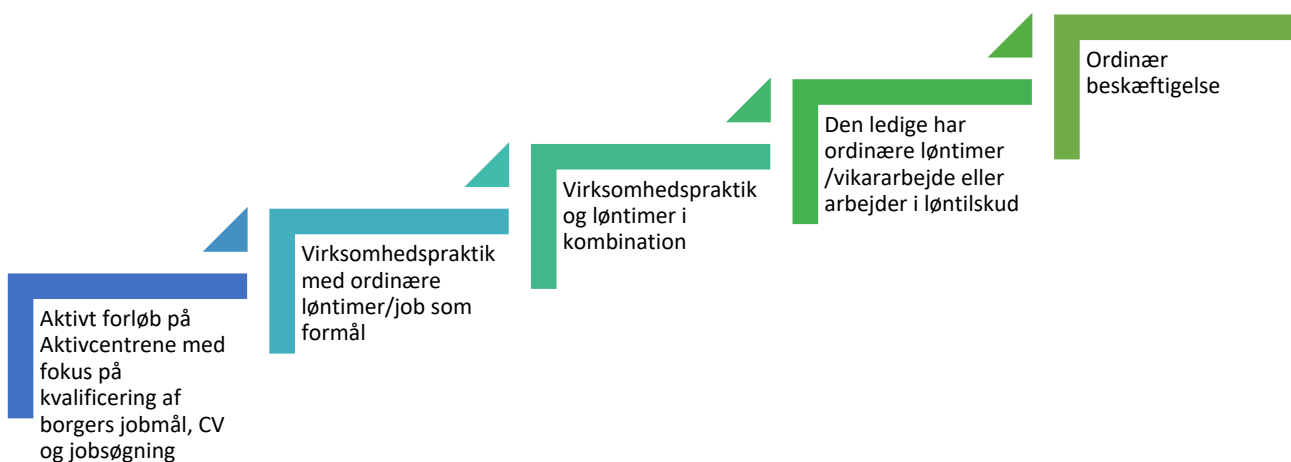 Aktivt forløb på
Aktivcentrene med
fokus på
kvalificering af
borgers jobmål, CV
og jobsøgning
Virksomhedspraktik
med ordinære
løntimer/job som
formål
Virksomhedspraktik
og løntimer i
kombination
Den ledige har
ordinære løntimer
/vikararbejde eller
arbejder i løntilskud
Ordinær
beskæftigelse